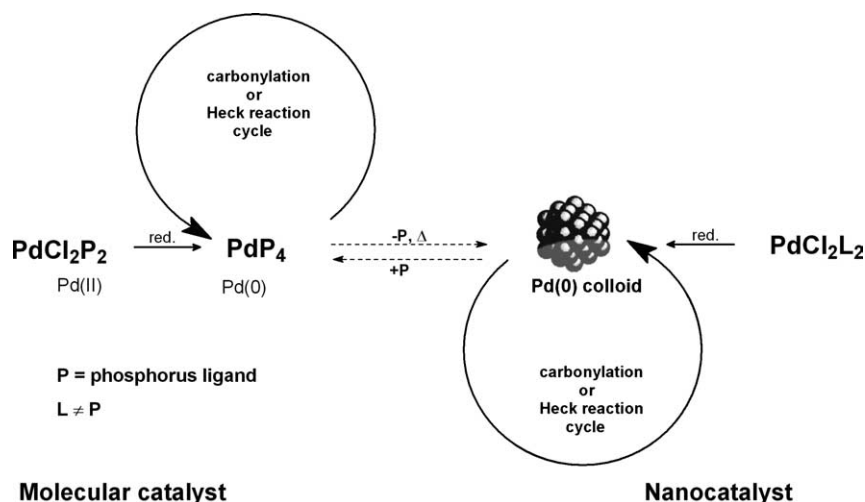 carbonylation
or
Heck reaction
cycle
PdCl₂P₂
red.
PdP₄
-P, Δ
+P
red.
PdCl₂L₂
Pd(II)
Pd(0)
Pd(0) colloid
P = phosphorus ligand
L ≠ P
carbonylation
or
Heck reaction
cycle
Molecular catalyst
Nanocatalyst